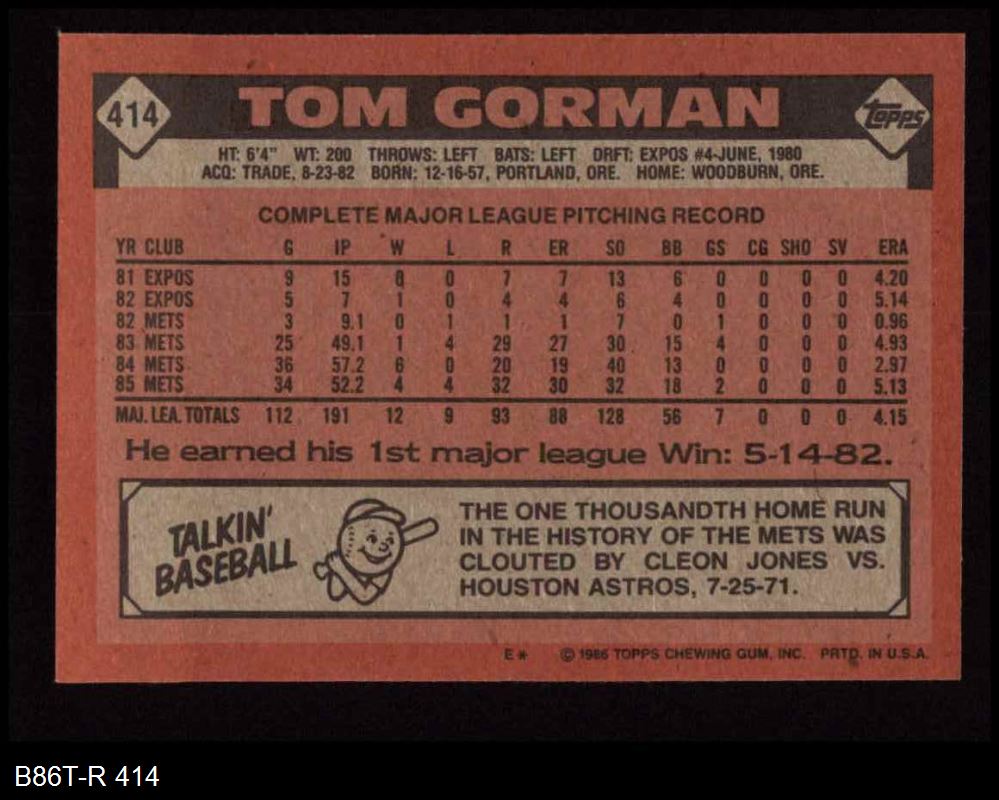 414
TOM GORMAN
Topps
HT: 6'4" WT: 200 THROWS: LEFT BATS: LEFT DRFT: EXPOS #4-JUNE, 1980
ACQ: TRADE, 8-23-82 BORN: 12-16-57, PORTLAND, ORE. HOME: WOODBURN, ORE.
COMPLETE MAJOR LEAGUE PITCHING RECORD
YR CLUB G IP W L R ER SO BB GS CG SHO SV ERA
81 EXPOS 9 15 0 0 7 7 13 6 0 0 0 0 4.20
82 EXPOS 5 7 1 0 4 4 6 4 0 0 0 0 5.14
82 METS 3 9.1 0 1 1 1 7 0 1 0 0 0 0.96
83 METS 25 49.1 1 4 29 27 30 15 4 0 0 0 4.93
84 METS 36 57.2 6 0 20 19 40 13 0 0 0 0 2.97
85 METS 34 52.2 4 4 32 30 32 18 2 0 0 0 5.13
MAJ. LEA. TOTALS 112 191 12 9 93 88 128 56 7 0 0 0 4.15
He earned his 1st major league Win: 5-14-82.
TALKIN'
BASEBALL
THE ONE THOUSANDTH HOME RUN
IN THE HISTORY OF THE METS WAS
CLOUTED BY CLEON JONES VS.
HOUSTON ASTROS, 7-25-71.
E* © 1986 TOPPS CHEWING GUM, INC. PRTD. IN U.S.A.
B86T-R 414